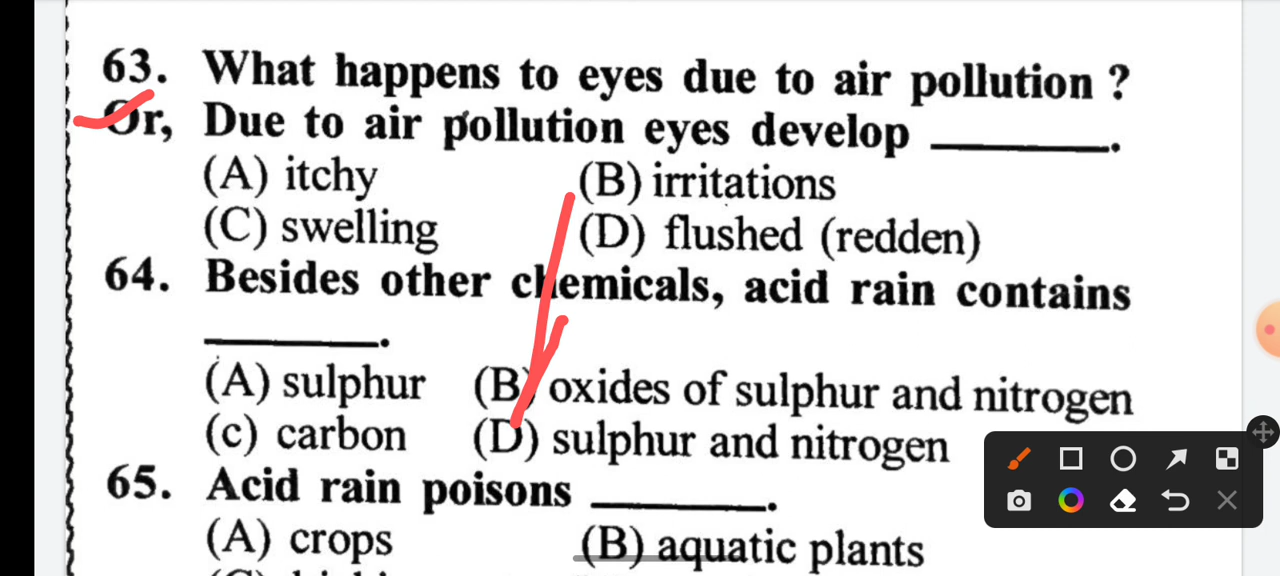 63. What happens to eyes due to air pollution ?
Or, Due to air pollution eyes develop ________.
(A) itchy (B) irritations
(C) swelling (D) flushed (redden)
64. Besides other chemicals, acid rain contains
________.
(A) sulphur (B) oxides of sulphur and nitrogen
(c) carbon (D) sulphur and nitrogen
65. Acid rain poisons ________.
(A) crops (B) aquatic plants